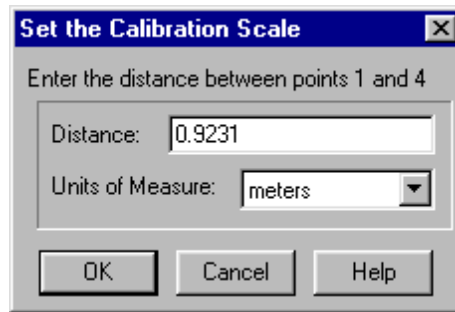 Set the Calibration Scale
Enter the distance between points 1 and 4
Distance: 0.9231
Units of Measure: meters
OK Cancel Help